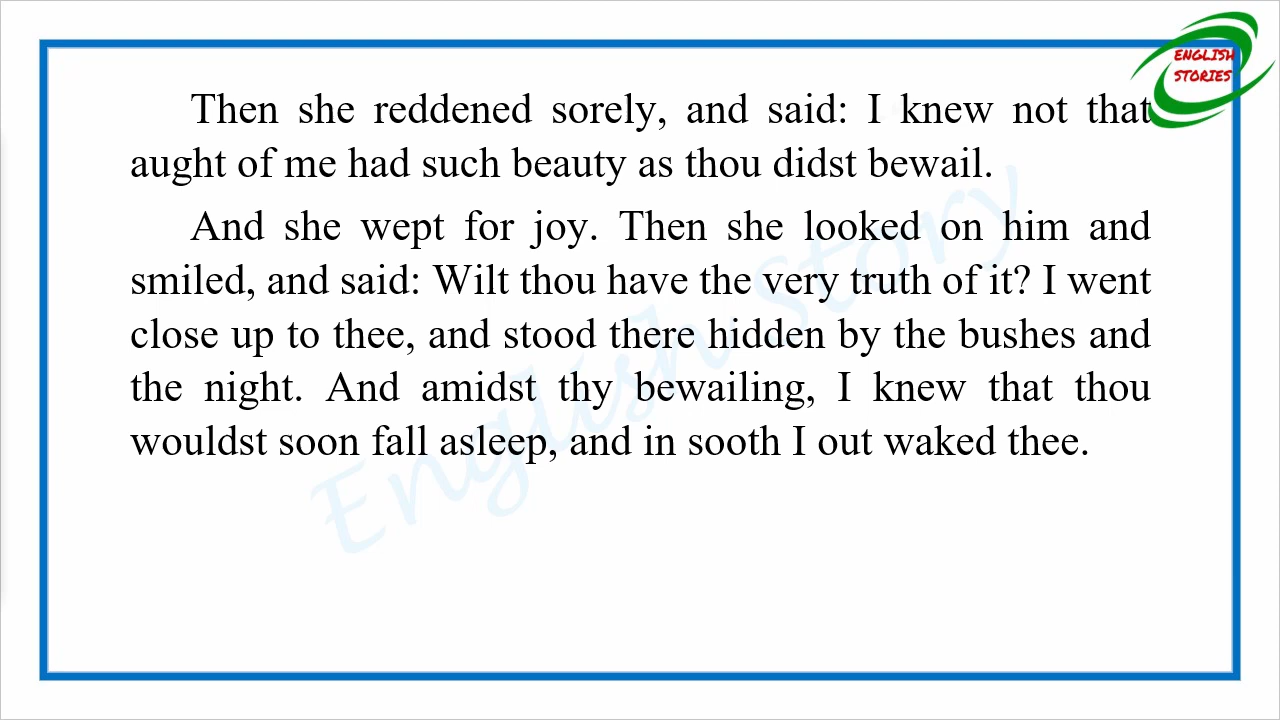 ENGLISH
STORIES
Then she reddened sorely, and said: I knew not that
aught of me had such beauty as thou didst bewail.
And she wept for joy. Then she looked on him and
smiled, and said: Wilt thou have the very truth of it? I went
close up to thee, and stood there hidden by the bushes and
the night. And amidst thy bewailing, I knew that thou
wouldst soon fall asleep, and in sooth I out waked thee.
English Story